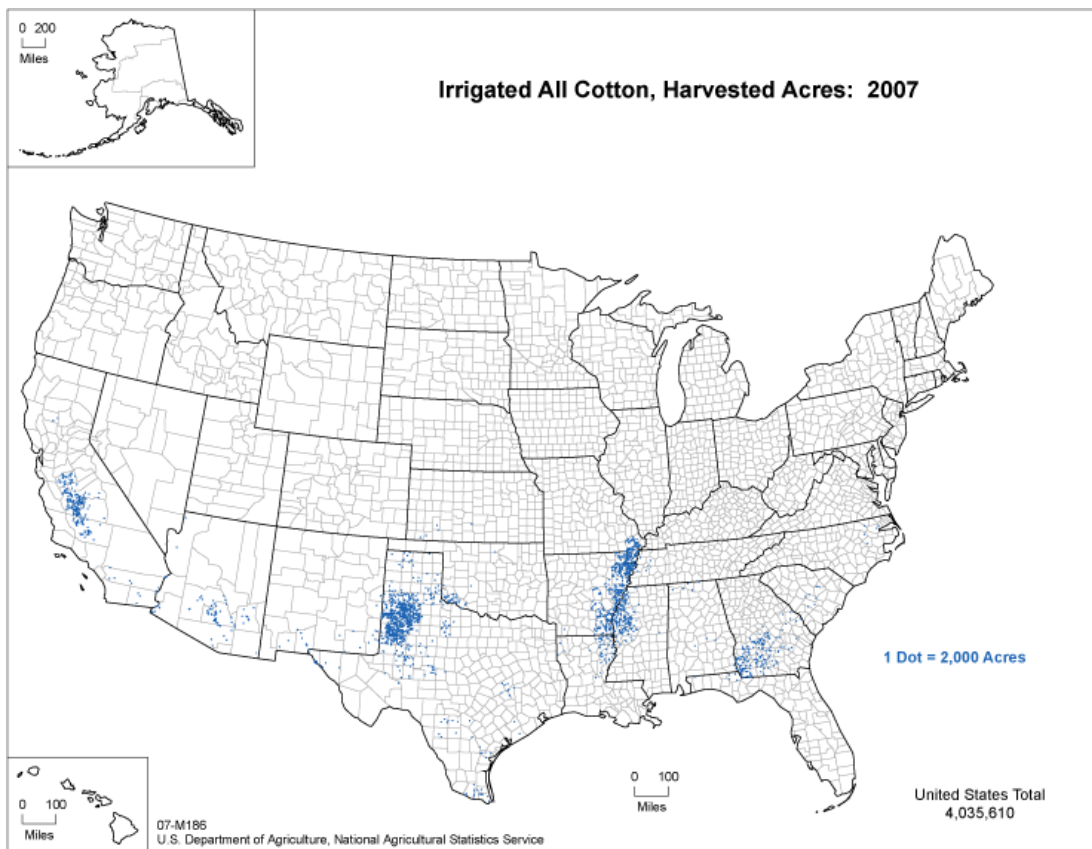 0 200
Miles
Irrigated All Cotton, Harvested Acres: 2007
1 Dot = 2,000 Acres
0 100
Miles
0 100
Miles
United States Total
4,035,610
07-M186
U.S. Department of Agriculture, National Agricultural Statistics Service